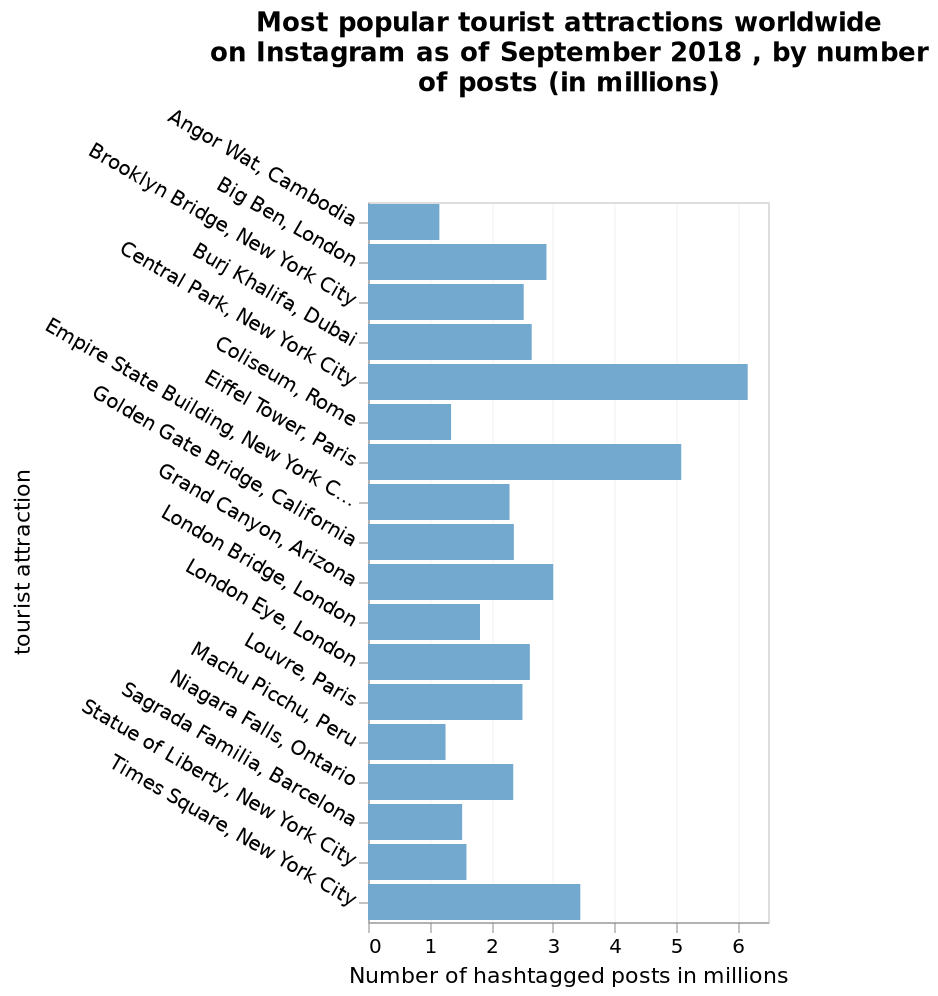 Most popular tourist attractions worldwide
on Instagram as of September 2018 , by number
of posts (in millions)
Angor Wat, Cambodia
Big Ben, London
Brooklyn Bridge, New York City
Burj Khalifa, Dubai
Central Park, New York City
Coliseum, Rome
Eiffel Tower, Paris
Empire State Building, New York C...
Golden Gate Bridge, California
Grand Canyon, Arizona
London Bridge, London
London Eye, London
Louvre, Paris
Machu Picchu, Peru
Niagara Falls, Ontario
Sagrada Familia, Barcelona
Statue of Liberty, New York City
Times Square, New York City
tourist attraction
0 1 2 3 4 5 6
Number of hashtagged posts in millions